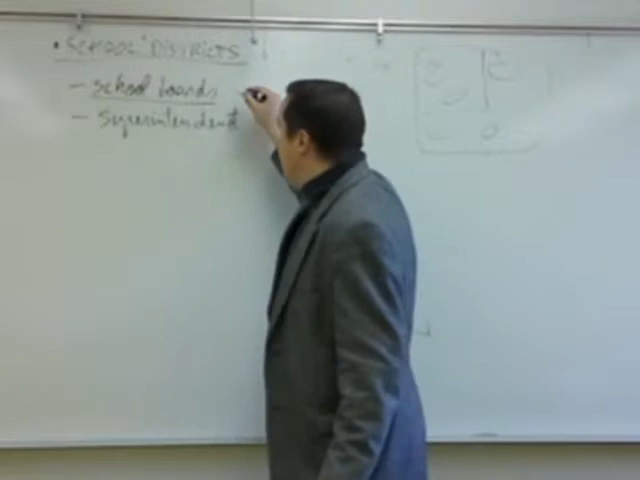 • SCHOOL DISTRICTS
- school boards
- superintendent